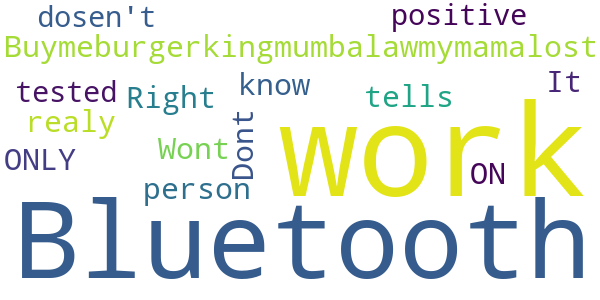 dosen't positive
Buymeburgerkingmumbalawmymamalost
tested Right know tells It
realy
ONLY Wont Dont work ON
person
Bluetooth